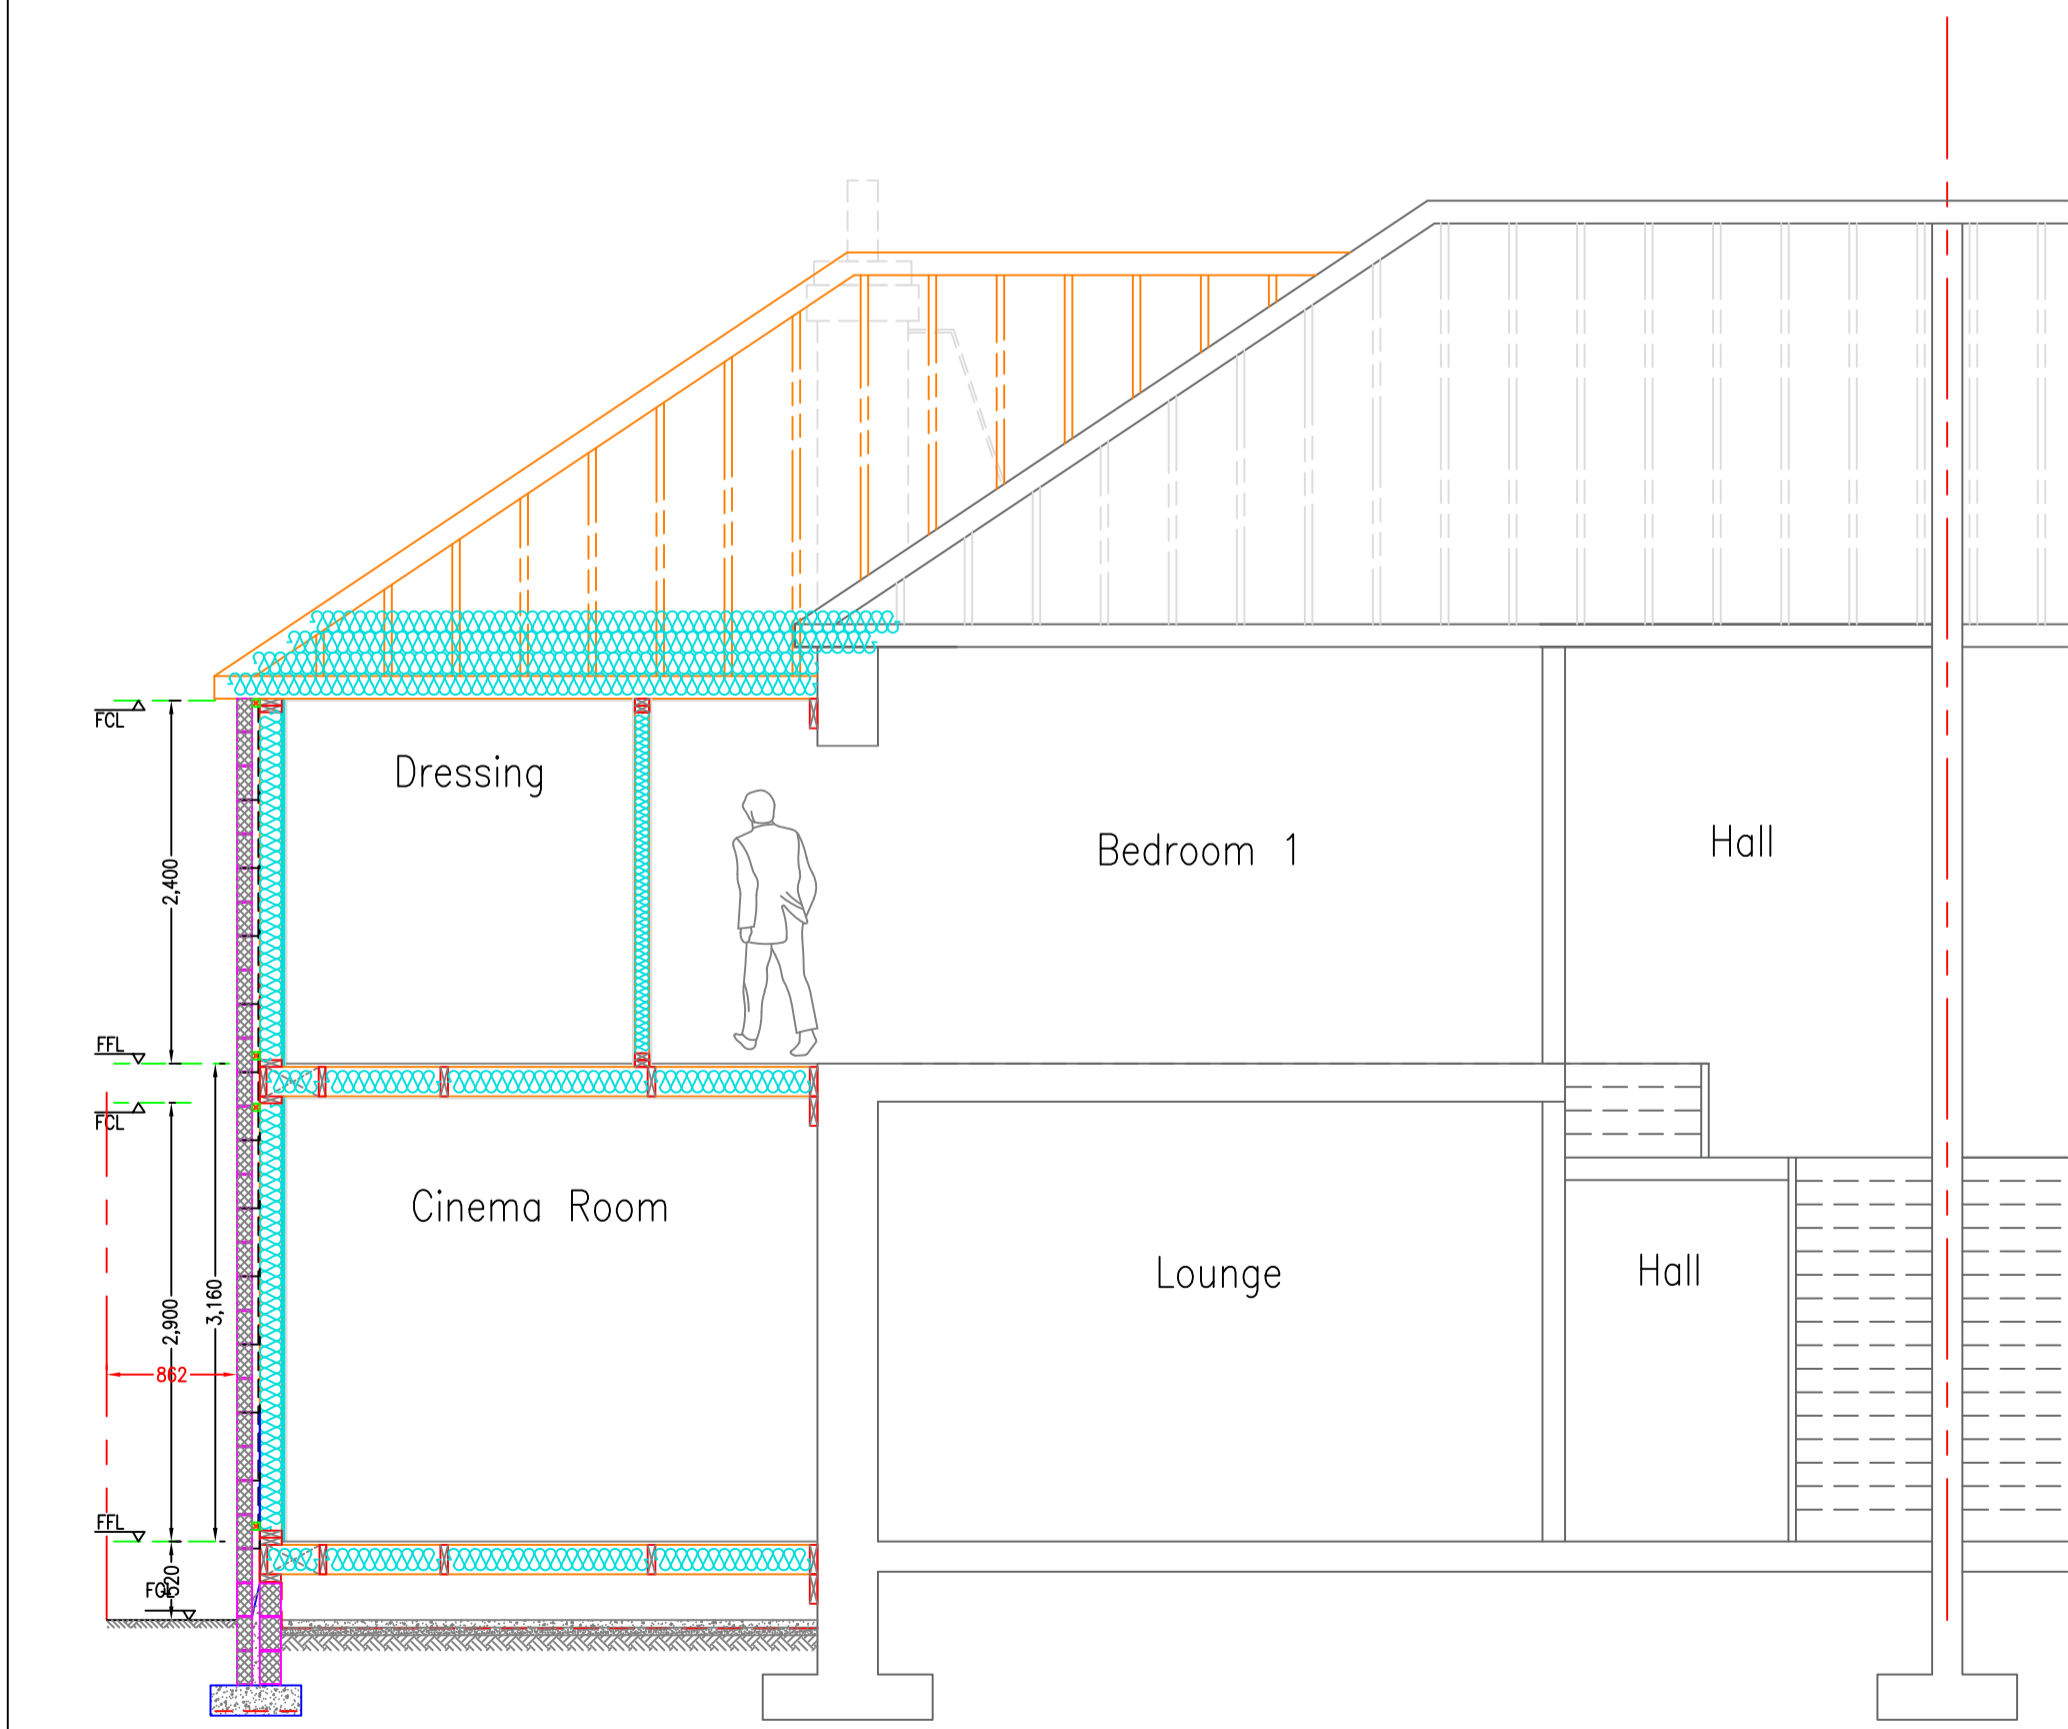 FCL
Dressing
2,400
Bedroom 1
Hall
FFL
FCL
Cinema Room
Lounge
Hall
2,900
3,160
862
FFL
520